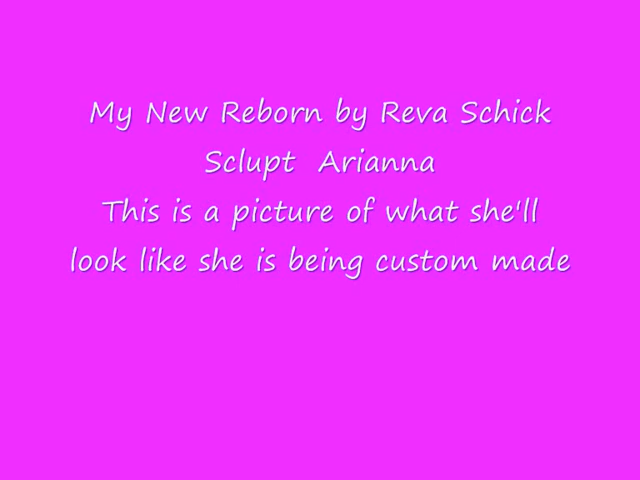 My New Reborn by Reva Schick
Sclupt Arianna
This is a picture of what she'll
look like she is being custom made